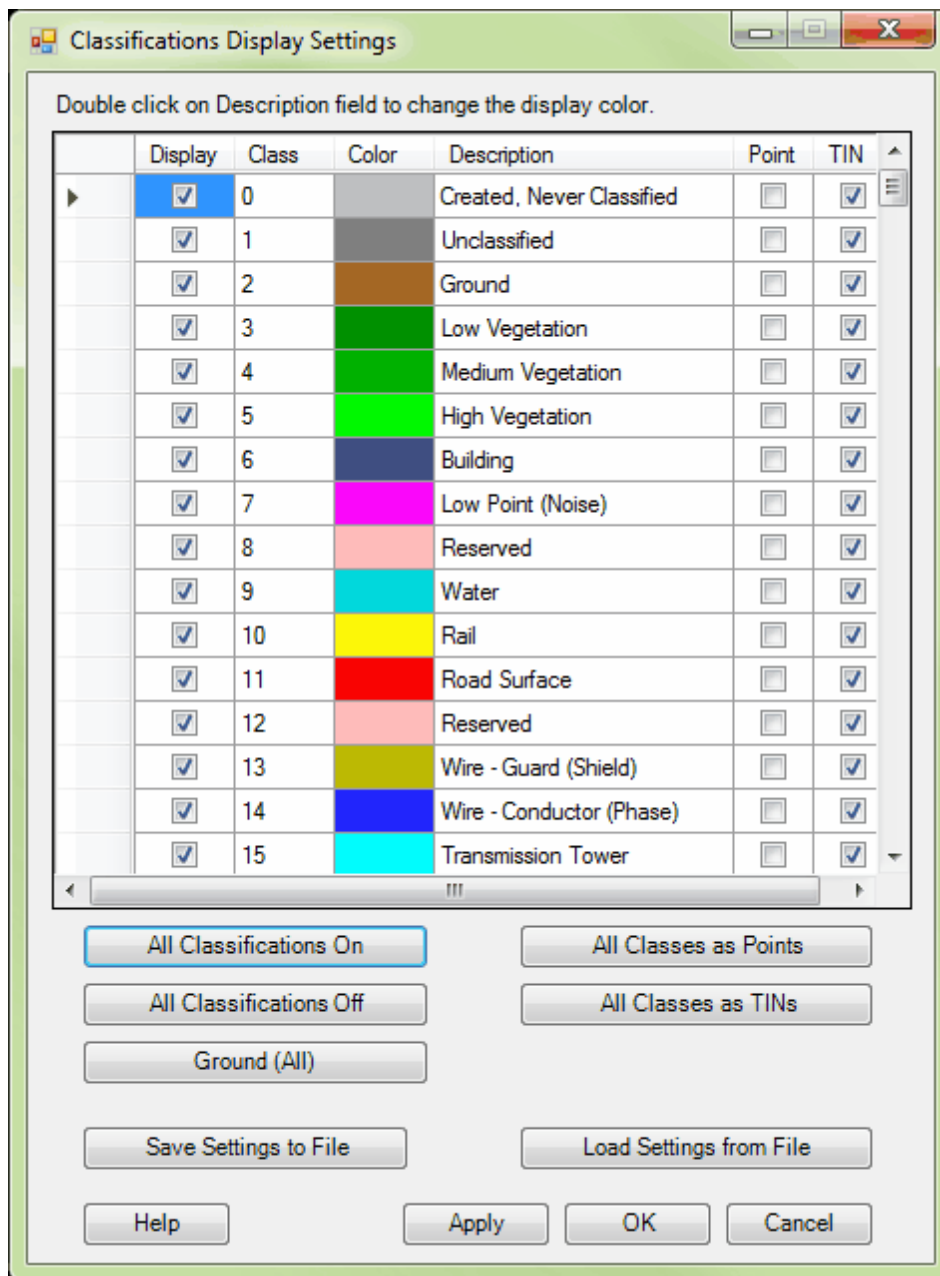 Classifications Display Settings
Double click on Description field to change the display color.
Display Class Color Description Point TIN
0 Created, Never Classified
1 Unclassified
2 Ground
3 Low Vegetation
4 Medium Vegetation
5 High Vegetation
6 Building
7 Low Point (Noise)
8 Reserved
9 Water
10 Rail
11 Road Surface
12 Reserved
13 Wire - Guard (Shield)
14 Wire - Conductor (Phase)
15 Transmission Tower
All Classifications On All Classes as Points
All Classifications Off All Classes as TINs
Ground (All)
Save Settings to File Load Settings from File
Help Apply OK Cancel